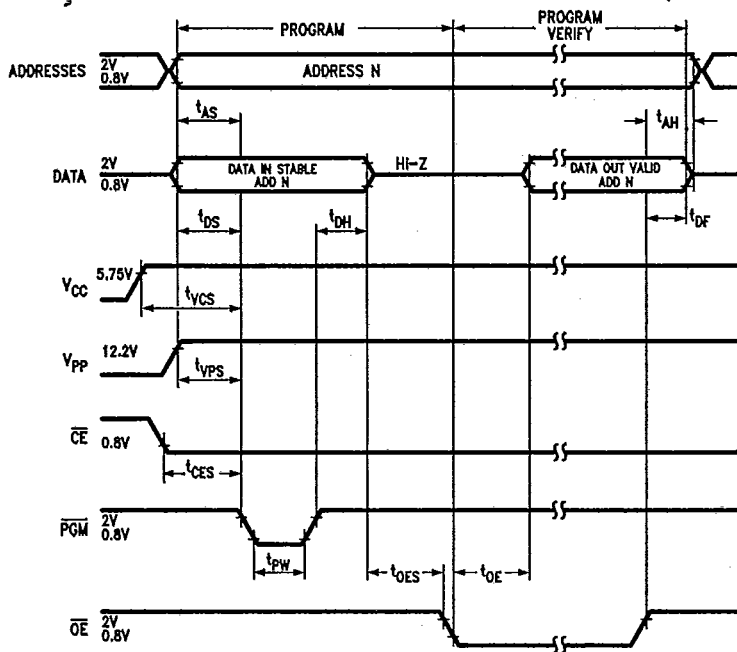 PROGRAM
PROGRAM
VERIFY
ADDRESSES
2V
0.8V
ADDRESS N
tAS
tAH
DATA
2V
0.8V
DATA IN STABLE
ADD N
HI-Z
DATA OUT VALID
ADD N
tDS
tDH
tDF
VCC
5.75V
tVCS
VPP
12.2V
tVPS
CE
0.8V
tCES
PGM
2V
0.8V
tPW
tOES
tOE
OE
2V
0.8V